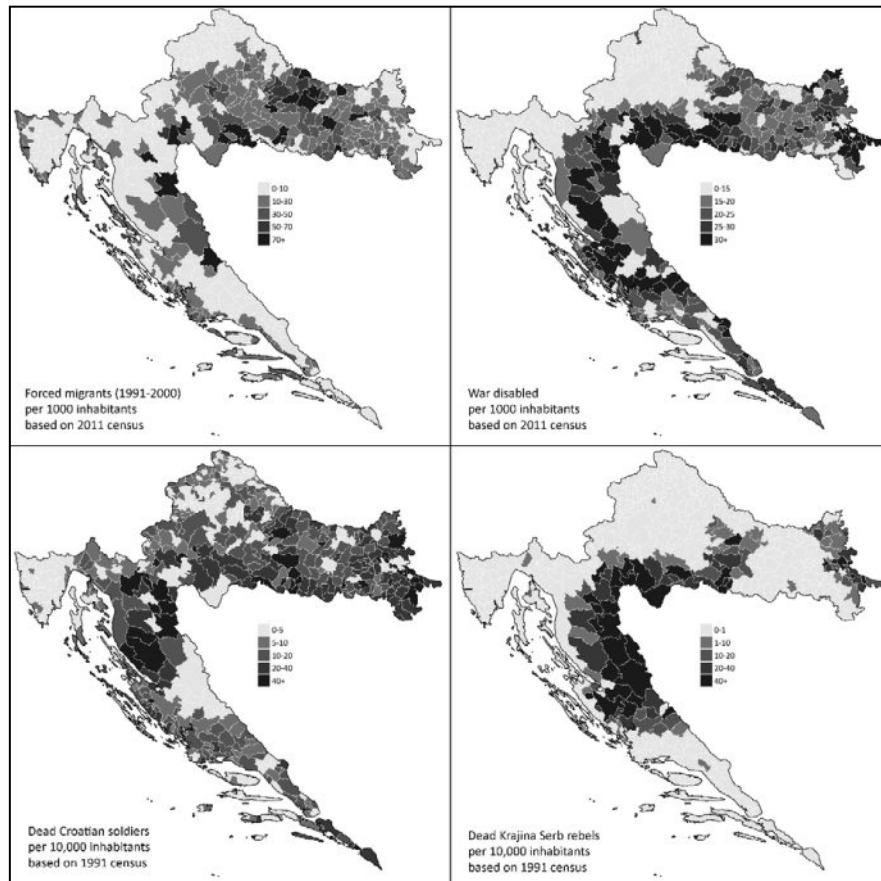 0-10
10-30
30-50
50-70
70+
Forced migrants (1991-2000)
per 1000 inhabitants
based on 2011 census
0-15
15-20
20-25
25-30
30+
War disabled
per 1000 inhabitants
based on 2011 census
0-5
5-10
10-20
20-40
40+
Dead Croatian soldiers
per 10,000 inhabitants
based on 1991 census
0-1
1-10
10-20
20-40
40+
Dead Krajina Serb rebels
per 10,000 inhabitants
based on 1991 census